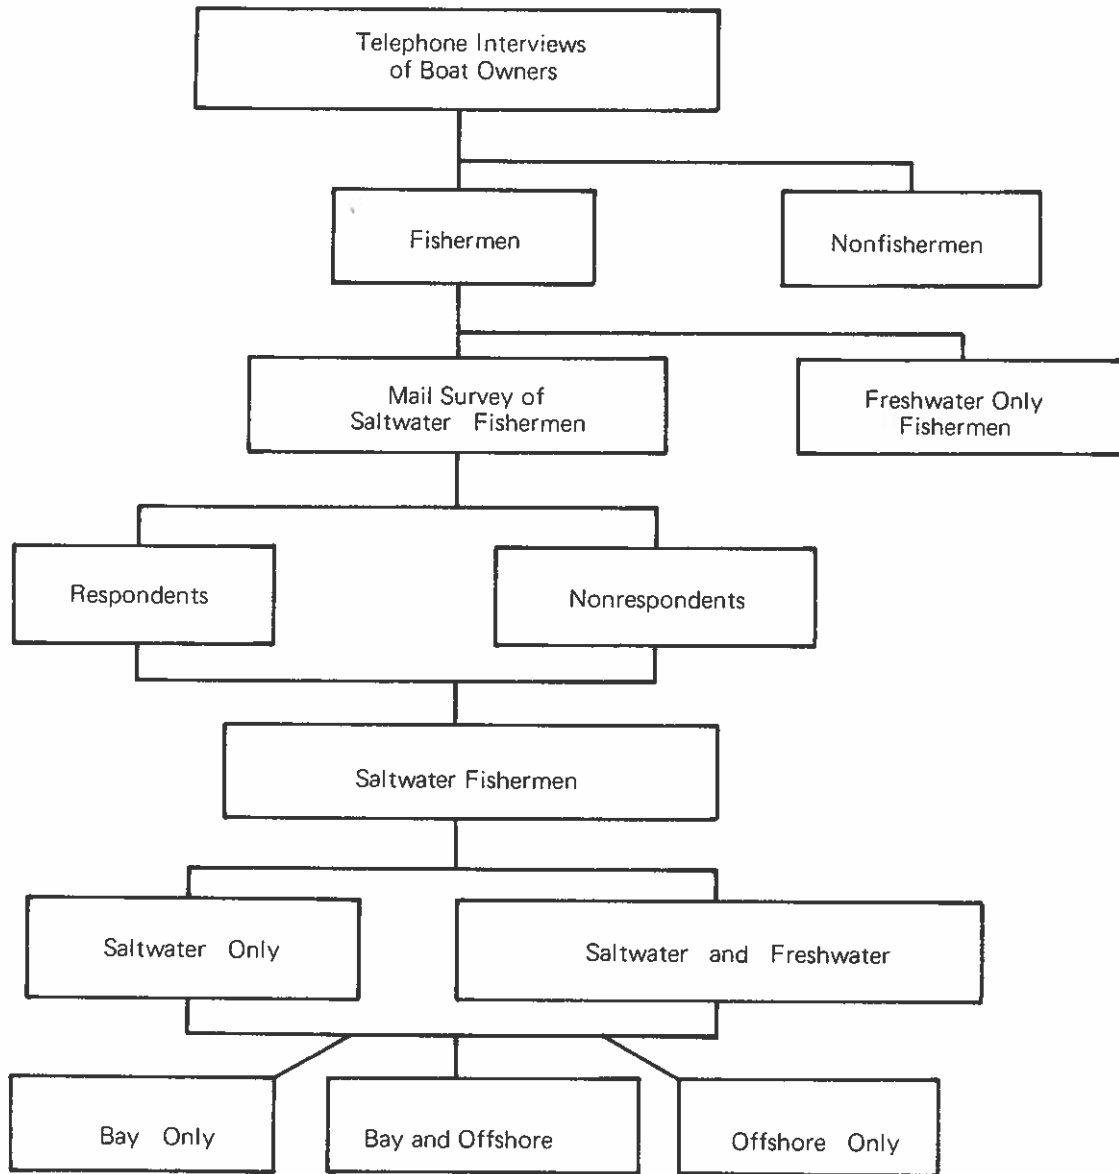 Telephone Interviews
of Boat Owners
Fishermen
Nonfishermen
Mail Survey of
Saltwater Fishermen
Freshwater Only
Fishermen
Respondents
Nonrespondents
Saltwater Fishermen
Saltwater Only
Saltwater and Freshwater
Bay Only
Bay and Offshore
Offshore Only